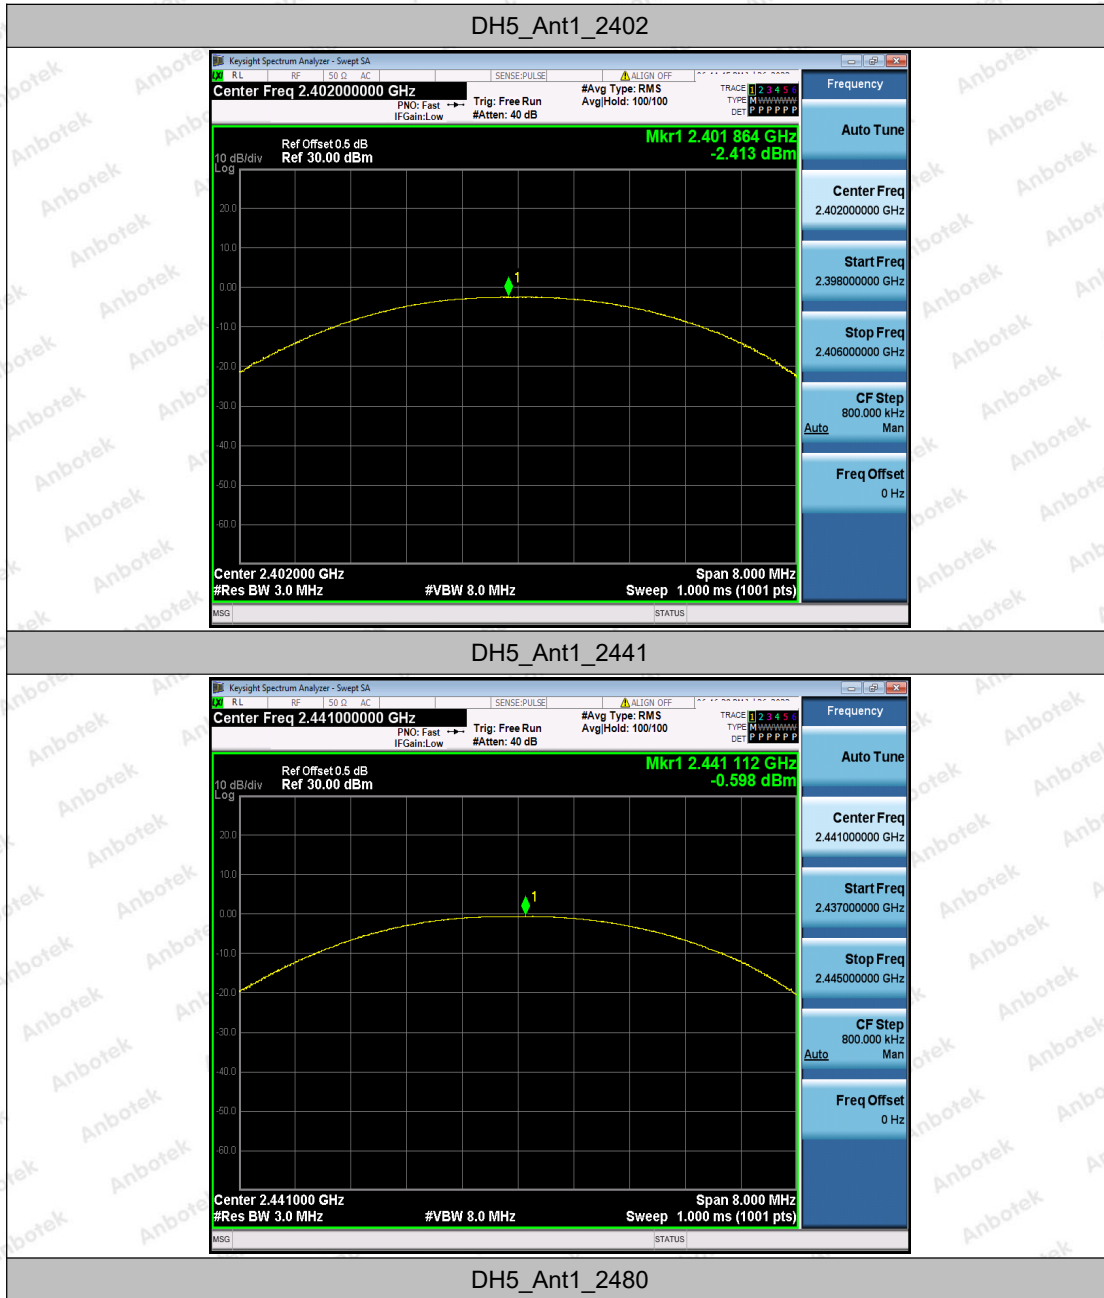 DH5_Ant1_2402
Keysight Spectrum Analyzer - Swept SA
RL RF 50 Ω AC SENSE:PULSE ALIGN OFF
Center Freq 2.402000000 GHz
PNO: Fast
IFGain:Low
Trig: Free Run
#Atten: 40 dB
#Avg Type: RMS
Avg|Hold: 100/100
TRACE 1 2 3 4 5 6
TYPE M WWWWW
DET P P P P P P
Frequency
Mkr1 2.401 864 GHz
-2.413 dBm
Ref Offset 0.5 dB
10 dB/div Ref 30.00 dBm
Log
20.0
10.0
0.00
-10.0
-20.0
-30.0
-40.0
-50.0
-60.0
1
Center 2.402000 GHz Span 8.000 MHz
#Res BW 3.0 MHz #VBW 8.0 MHz Sweep 1.000 ms (1001 pts)
MSG STATUS
Auto Tune
Center Freq
2.402000000 GHz
Start Freq
2.398000000 GHz
Stop Freq
2.406000000 GHz
CF Step
800.000 kHz
Auto Man
Freq Offset
0 Hz
DH5_Ant1_2441
Keysight Spectrum Analyzer - Swept SA
RL RF 50 Ω AC SENSE:PULSE ALIGN OFF
Center Freq 2.441000000 GHz
PNO: Fast
IFGain:Low
Trig: Free Run
#Atten: 40 dB
#Avg Type: RMS
Avg|Hold: 100/100
TRACE 1 2 3 4 5 6
TYPE M WWWWW
DET P P P P P P
Frequency
Mkr1 2.441 112 GHz
-0.598 dBm
Ref Offset 0.5 dB
10 dB/div Ref 30.00 dBm
Log
20.0
10.0
0.00
-10.0
-20.0
-30.0
-40.0
-50.0
-60.0
1
Center 2.441000 GHz Span 8.000 MHz
#Res BW 3.0 MHz #VBW 8.0 MHz Sweep 1.000 ms (1001 pts)
MSG STATUS
Auto Tune
Center Freq
2.441000000 GHz
Start Freq
2.437000000 GHz
Stop Freq
2.445000000 GHz
CF Step
800.000 kHz
Auto Man
Freq Offset
0 Hz
DH5_Ant1_2480
Anbotek